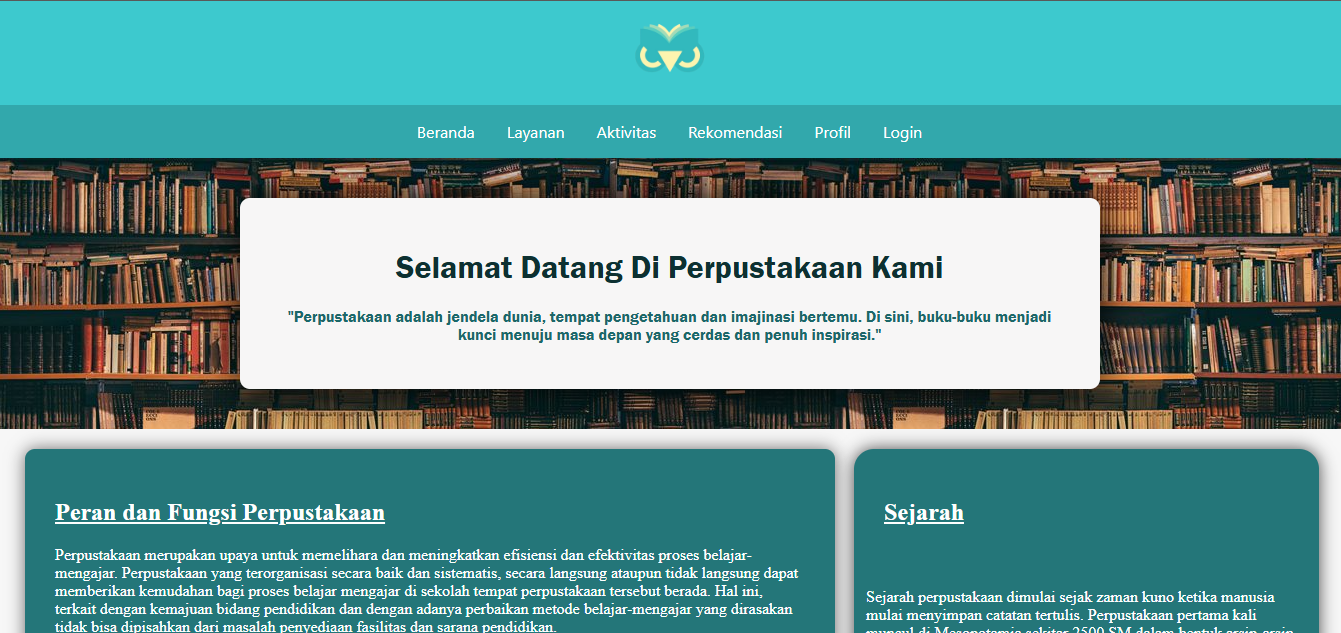 Beranda Layanan Aktivitas Rekomendasi Profil Login
Selamat Datang Di Perpustakaan Kami
"Perpustakaan adalah jendela dunia, tempat pengetahuan dan imajinasi bertemu. Di sini, buku-buku menjadi
kunci menuju masa depan yang cerdas dan penuh inspirasi."
Peran dan Fungsi Perpustakaan
Perpustakaan merupakan upaya untuk memelihara dan meningkatkan efisiensi dan efektivitas proses belajar-
mengajar. Perpustakaan yang terorganisasi secara baik dan sistematis, secara langsung ataupun tidak langsung dapat
memberikan kemudahan bagi proses belajar mengajar di sekolah tempat perpustakaan tersebut berada. Hal ini,
terkait dengan kemajuan bidang pendidikan dan dengan adanya perbaikan metode belajar-mengajar yang dirasakan
tidak bisa dipisahkan dari masalah penyediaan fasilitas dan sarana pendidikan.
Sejarah
Sejarah perpustakaan dimulai sejak zaman kuno ketika manusia
mulai menyimpan catatan tertulis. Perpustakaan pertama kali
muncul di Mesopotamia sekitar 2500 SM dalam bentuk arsip-arsip